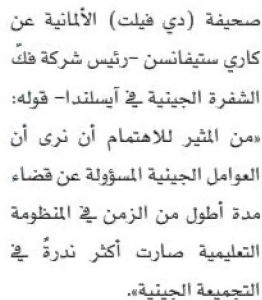 صحيفة (دي فيلت) الألمانية عن
كاري ستيفانسن –رئيس شركة فكّ
الشفرة الجينية في آيسلندا– قوله:
«من المثير للاهتمام أن نرى أن
العوامل الجينية المسؤولة عن قضاء
مدة أطول من الزمن في المنظومة
التعليمية صارت أكثر ندرةً في
التجميعة الجينية».